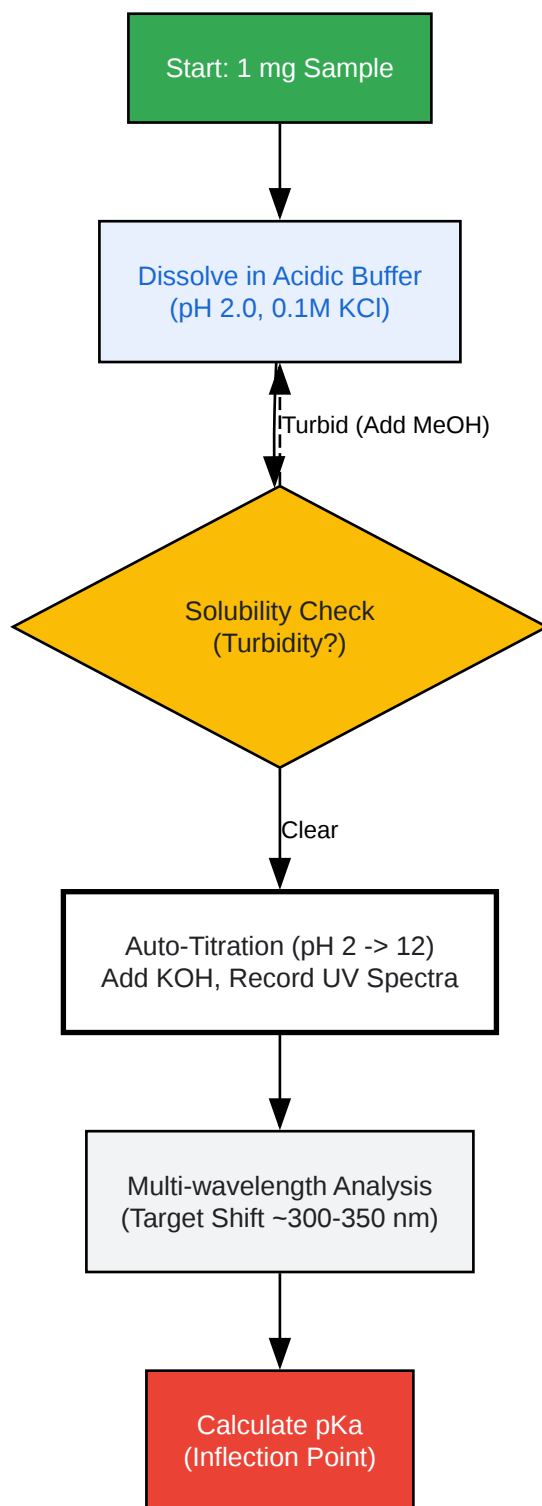 Start: 1 mg Sample
Dissolve in Acidic Buffer
(pH 2.0, 0.1M KCl)
Turbid (Add MeOH)
Solubility Check
(Turbidity?)
Clear
Auto-Titration (pH 2 -> 12)
Add KOH, Record UV Spectra
Multi-wavelength Analysis
(Target Shift ~300-350 nm)
Calculate pKa
(Inflection Point)